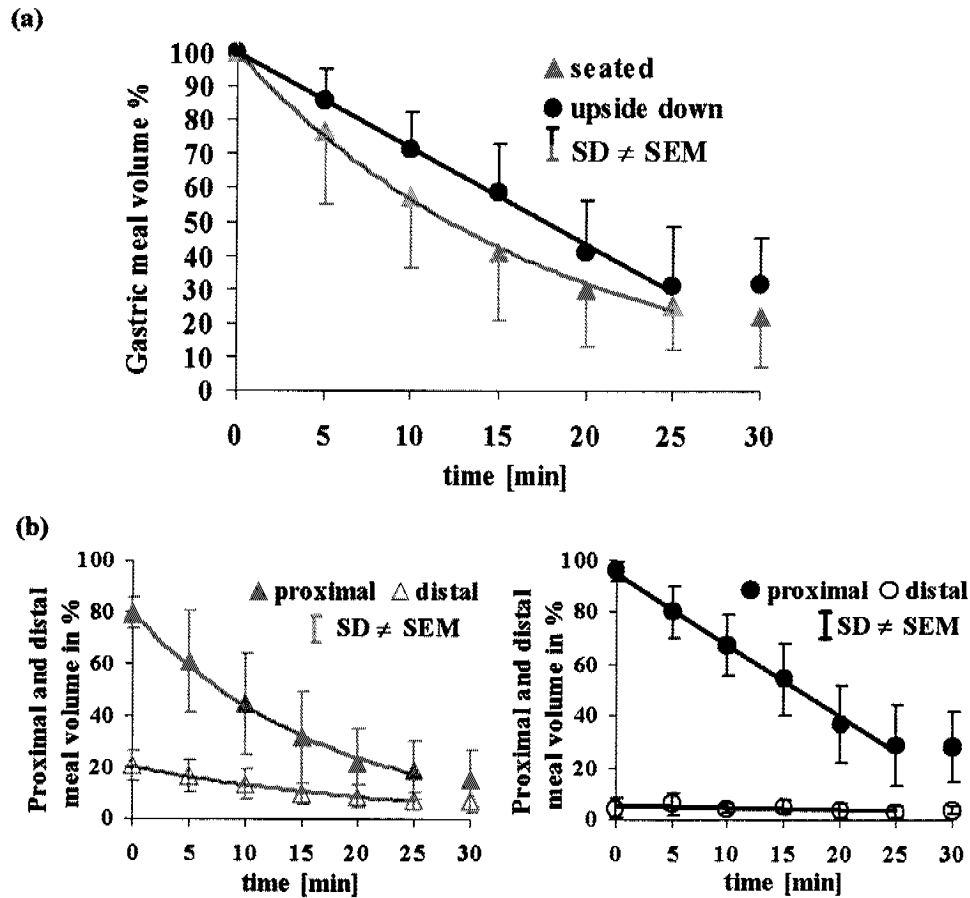 (a)
Gastric meal volume %
100
90
80
70
60
50
40
30
20
10
0
seated
upside down
SD ≠ SEM
0 5 10 15 20 25 30
time [min]
(b)
Proximal and distal
meal volume in %
100
80
60
40
20
0
proximal distal
SD ≠ SEM
0 5 10 15 20 25 30
time [min]
Proximal and distal
meal volume in %
100
80
60
40
20
0
proximal distal
SD ≠ SEM
0 5 10 15 20 25 30
time [min]